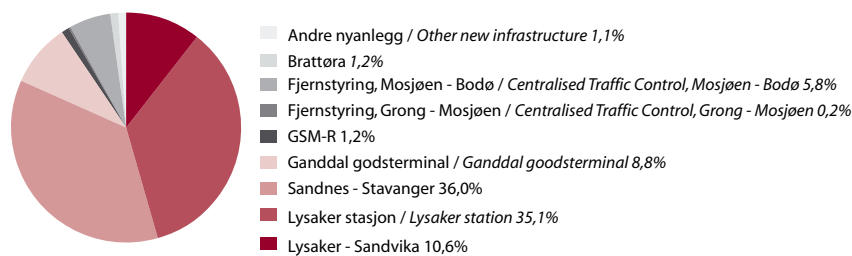 Andre nyanlegg / Other new infrastructure 1,1%
Brattøra 1,2%
Fjernstyring, Mosjøen - Bodø / Centralised Traffic Control, Mosjøen - Bodø 5,8%
Fjernstyring, Grong - Mosjøen / Centralised Traffic Control, Grong - Mosjøen 0,2%
GSM-R 1,2%
Ganddal godsterminal / Ganddal goodsterminal 8,8%
Sandnes - Stavanger 36,0%
Lysaker stasjon / Lysaker station 35,1%
Lysaker - Sandvika 10,6%